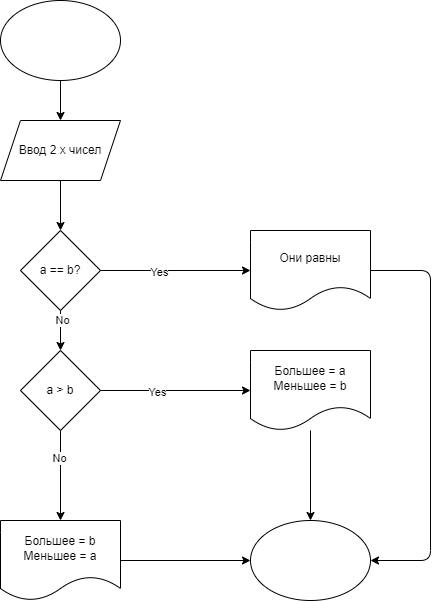 Ввод 2 х чисел
a == b?
Yes
Они равны
No
a > b
Yes
Большее = a
Меньшее = b
No
Большее = b
Меньшее = a